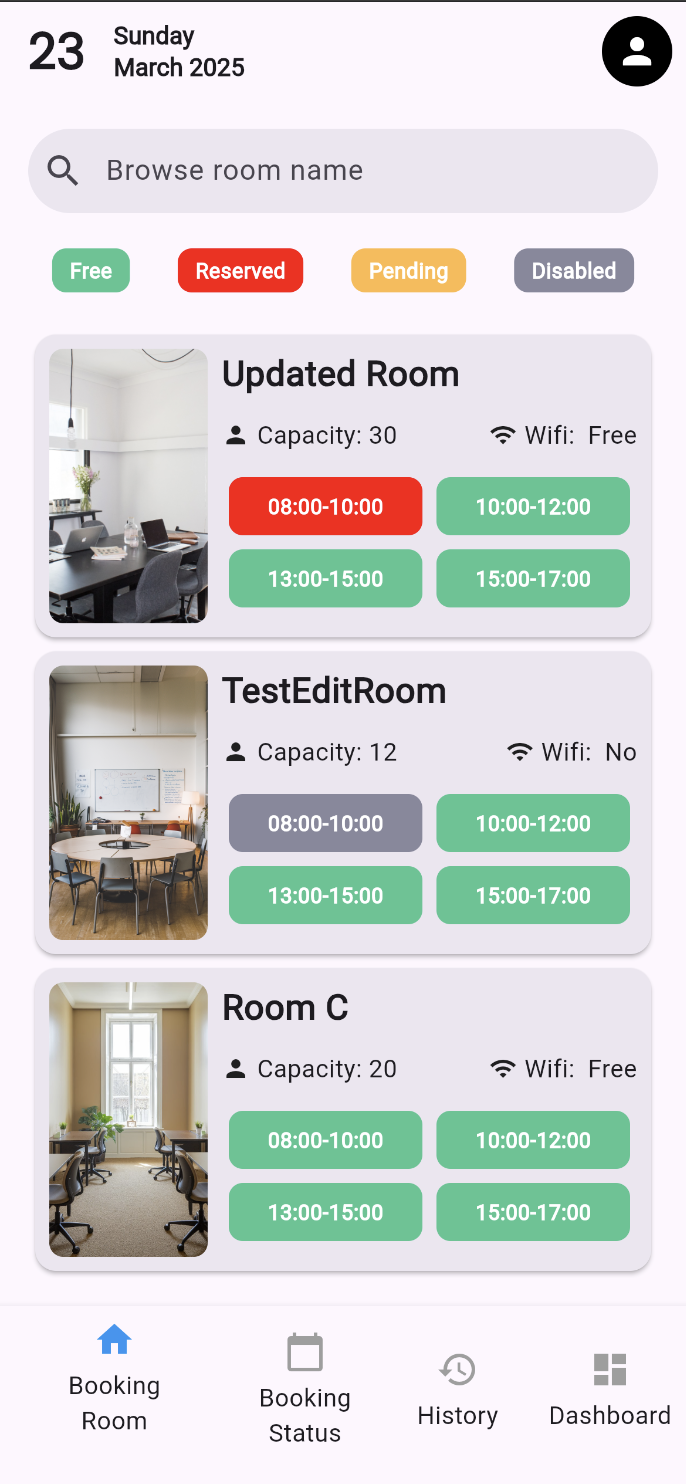 23
Sunday
March 2025
Browse room name
Free
Reserved
Pending
Disabled
Updated Room
Capacity: 30
Wifi: Free
08:00-10:00
10:00-12:00
13:00-15:00
15:00-17:00
TestEditRoom
Capacity: 12
Wifi: No
08:00-10:00
10:00-12:00
13:00-15:00
15:00-17:00
Room C
Capacity: 20
Wifi: Free
08:00-10:00
10:00-12:00
13:00-15:00
15:00-17:00
Booking
Room
Booking
Status
History
Dashboard